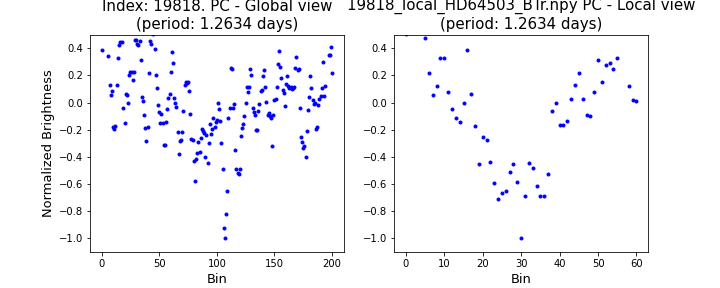 Index: 19818. PC - Global view
(period: 1.2634 days)
19818_local_HD64503_BTr.npy PC - Local view
(period: 1.2634 days)
Normalized Brightness
0.4
0.2
0.0
−0.2
−0.4
−0.6
−0.8
−1.0
0 50 100 150 200
Bin
0.4
0.2
0.0
−0.2
−0.4
−0.6
−0.8
−1.0
0 10 20 30 40 50 60
Bin